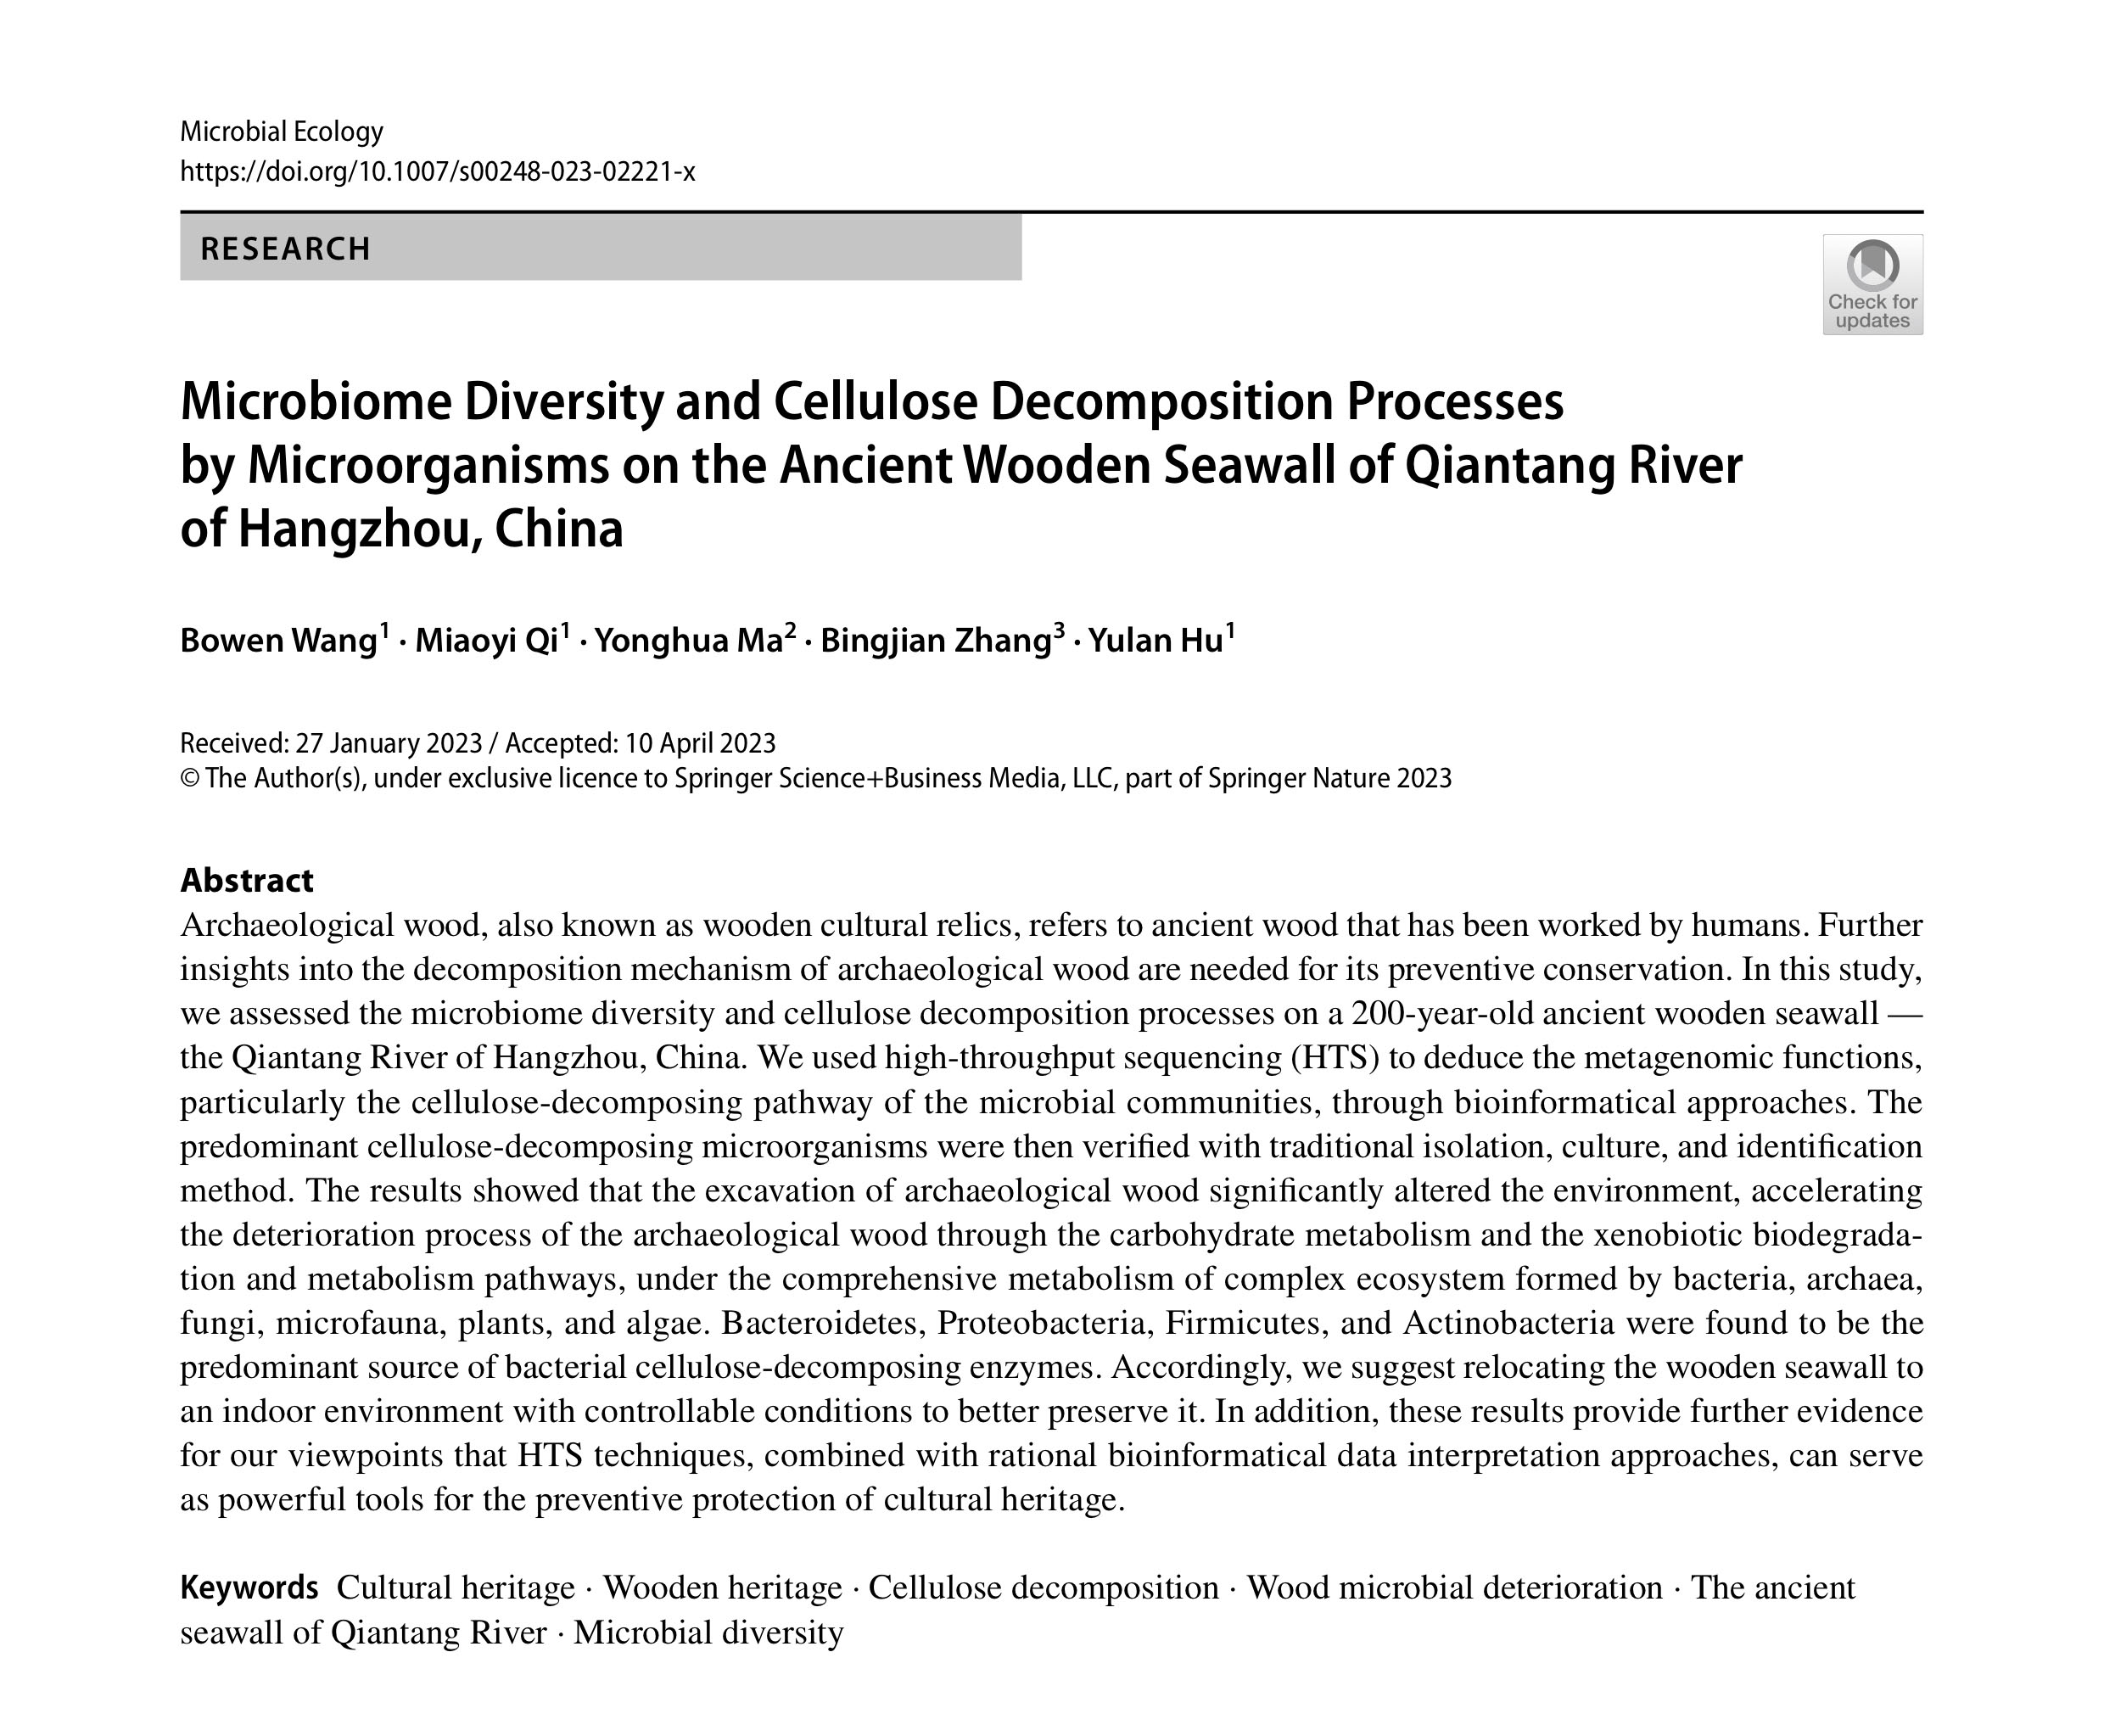 Microbial Ecology
https://doi.org/10.1007/s00248-023-02221-x
RESEARCH
Check for
updates
Microbiome Diversity and Cellulose Decomposition Processes
by Microorganisms on the Ancient Wooden Seawall of Qiantang River
of Hangzhou, China
Bowen Wang1 · Miaoyi Qi1 · Yonghua Ma2 · Bingjian Zhang3 · Yulan Hu1
Received: 27 January 2023 / Accepted: 10 April 2023
© The Author(s), under exclusive licence to Springer Science+Business Media, LLC, part of Springer Nature 2023
Abstract
Archaeological wood, also known as wooden cultural relics, refers to ancient wood that has been worked by humans. Further
insights into the decomposition mechanism of archaeological wood are needed for its preventive conservation. In this study,
we assessed the microbiome diversity and cellulose decomposition processes on a 200-year-old ancient wooden seawall —
the Qiantang River of Hangzhou, China. We used high-throughput sequencing (HTS) to deduce the metagenomic functions,
particularly the cellulose-decomposing pathway of the microbial communities, through bioinformatical approaches. The
predominant cellulose-decomposing microorganisms were then verified with traditional isolation, culture, and identification
method. The results showed that the excavation of archaeological wood significantly altered the environment, accelerating
the deterioration process of the archaeological wood through the carbohydrate metabolism and the xenobiotic biodegrada-
tion and metabolism pathways, under the comprehensive metabolism of complex ecosystem formed by bacteria, archaea,
fungi, microfauna, plants, and algae. Bacteroidetes, Proteobacteria, Firmicutes, and Actinobacteria were found to be the
predominant source of bacterial cellulose-decomposing enzymes. Accordingly, we suggest relocating the wooden seawall to
an indoor environment with controllable conditions to better preserve it. In addition, these results provide further evidence
for our viewpoints that HTS techniques, combined with rational bioinformatical data interpretation approaches, can serve
as powerful tools for the preventive protection of cultural heritage.
Keywords Cultural heritage · Wooden heritage · Cellulose decomposition · Wood microbial deterioration · The ancient
seawall of Qiantang River · Microbial diversity